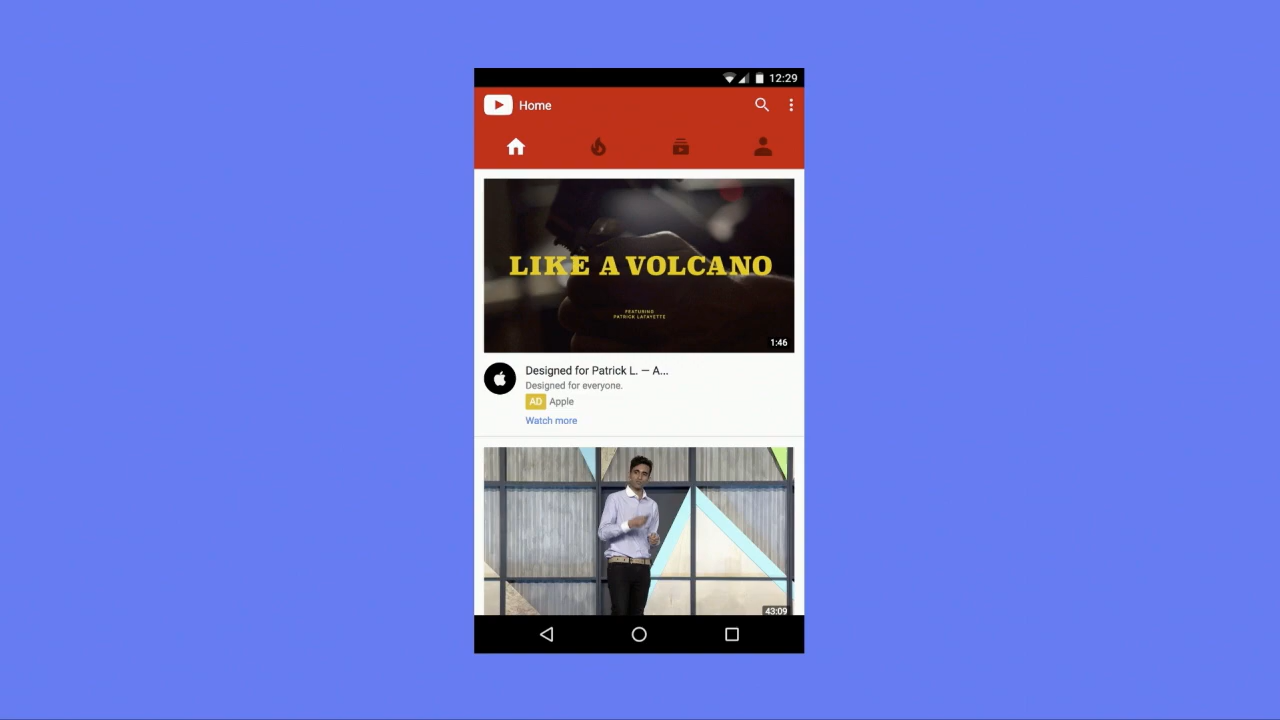 12:29
Home
LIKE A VOLCANO
FEATURING
PATRICK LAFAYETTE
1:46
Designed for Patrick L. — A...
Designed for everyone.
AD Apple
Watch more
43:09